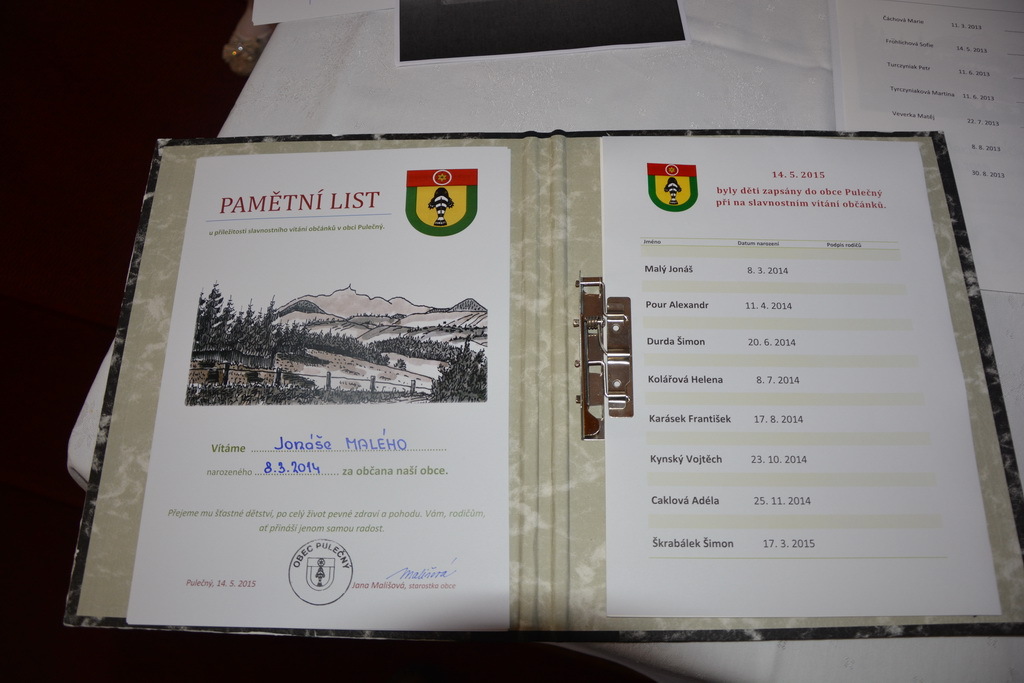 PAMĚTNÍ LIST
u příležitosti slavnostního vítání občánků v obci Pulečný.
Vítáme Jonáše MALÉHO
narozeného 8.3.2014 za občana naší obce.
Přejeme mu šťastné dětství, po celý život pevné zdraví a pohodu. Vám, rodičům,
ať přináší jenom samou radost.
OBEC PULEČNÝ
Pulečný, 14. 5. 2015
Mališová
Jana Mališová, starostka obce
14. 5. 2015
byly děti zapsány do obce Pulečný
při na slavnostním vítání občánků.
Jméno Datum narození Podpis rodičů
Malý Jonáš 8. 3. 2014
Pour Alexandr 11. 4. 2014
Durda Šimon 20. 6. 2014
Kolářová Helena 8. 7. 2014
Karásek František 17. 8. 2014
Kynský Vojtěch 23. 10. 2014
Caklová Adéla 25. 11. 2014
Škrabálek Šimon 17. 3. 2015
Čáchová Marie 11. 3. 2013
Fröhlichová Sofie 14. 5. 2013
Turczyniak Petr 11. 6. 2013
Tyrczyniaková Martina 11. 6. 2013
Veverka Matěj 22. 7. 2013
8. 8. 2013
30. 8. 2013